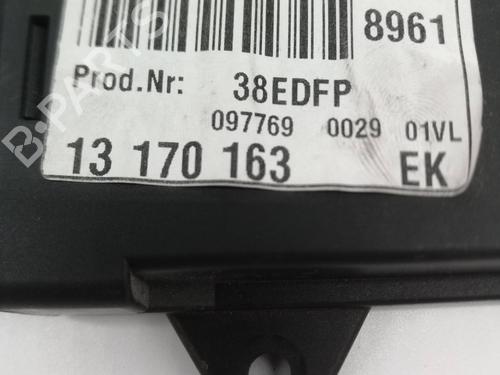 8961
Prod.Nr: 38EDFP
097769 0029 01VL
13 170 163 EK
B-PARTS